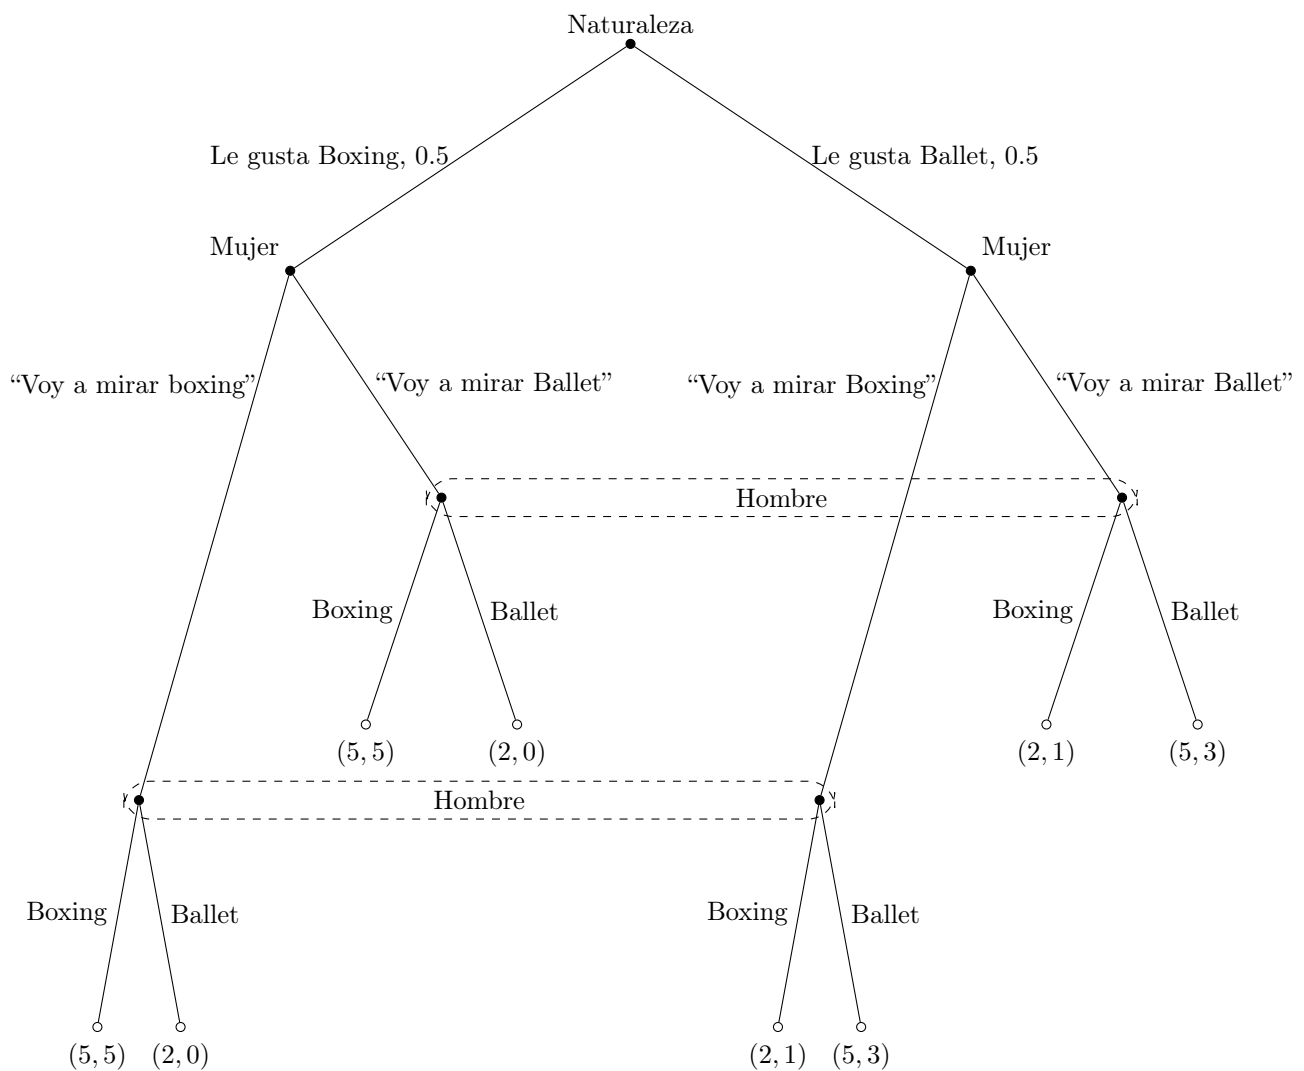 Naturaleza
Le gusta Boxing, 0.5
Le gusta Ballet, 0.5
Mujer
Mujer
“Voy a mirar boxing”
“Voy a mirar Ballet”
“Voy a mirar Boxing”
“Voy a mirar Ballet”
Hombre
Boxing
Ballet
Boxing
Ballet
(5, 5)
(2, 0)
(2, 1)
(5, 3)
Hombre
Boxing
Ballet
Boxing
Ballet
(5, 5)
(2, 0)
(2, 1)
(5, 3)